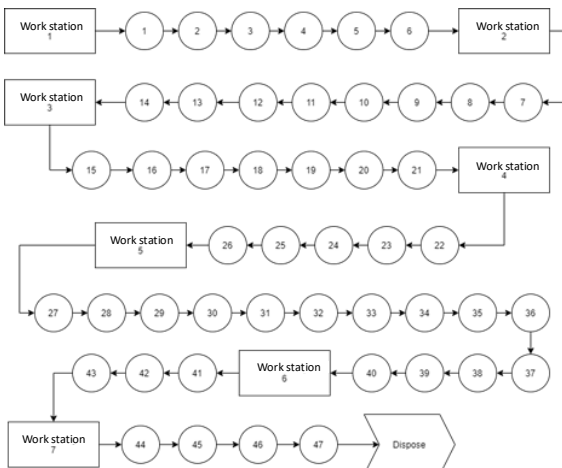 Work station
1
1 2 3 4 5 6
Work station
2
Work station
3
14 13 12 11 10 9 8 7
15 16 17 18 19 20 21
Work station
4
Work station
5
26 25 24 23 22
27 28 29 30 31 32 33 34 35 36
43 42 41
Work station
6
40 39 38 37
Work station
7
44 45 46 47
Dispose